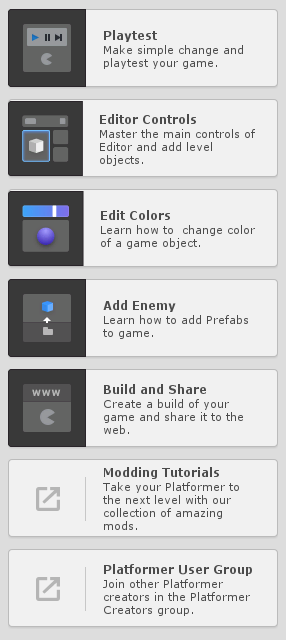 Playtest
Make simple change and
playtest your game.
Editor Controls
Master the main controls of
Editor and add level
objects.
Edit Colors
Learn how to  change color
of a game object.
Add Enemy
Learn how to add Prefabs
to game.
WWW
Build and Share
Create a build of your
game and share it to the
web.
Modding Tutorials
Take your Platformer to
the next level with our
collection of amazing
mods.
Platformer User Group
Join other Platformer
creators in the Platformer
Creators group.